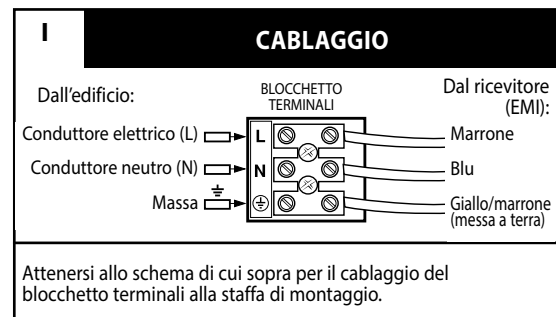 I
CABLAGGIO
Dall'edificio:
BLOCCHETTO
TERMINALI
Dal ricevitore
(EMI):
Conduttore elettrico (L)
L
Marrone
Conduttore neutro (N)
N
Blu
Massa
Giallo/marrone
(messa a terra)
Attenersi allo schema di cui sopra per il cablaggio del
blocchetto terminali alla staffa di montaggio.